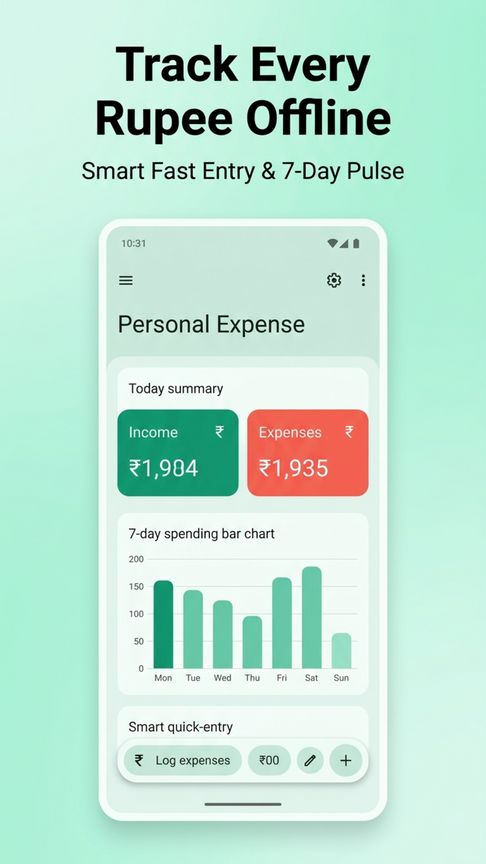 Track Every
Rupee Offline
Smart Fast Entry & 7-Day Pulse
10:31
Personal Expense
Today summary
Income ₹
Expenses ₹
₹1,984
₹1,935
7-day spending bar chart
200
150
100
50
0
Mon Tue Wed Thu Fri Sat Sun
Smart quick-entry
₹ Log expenses ₹00